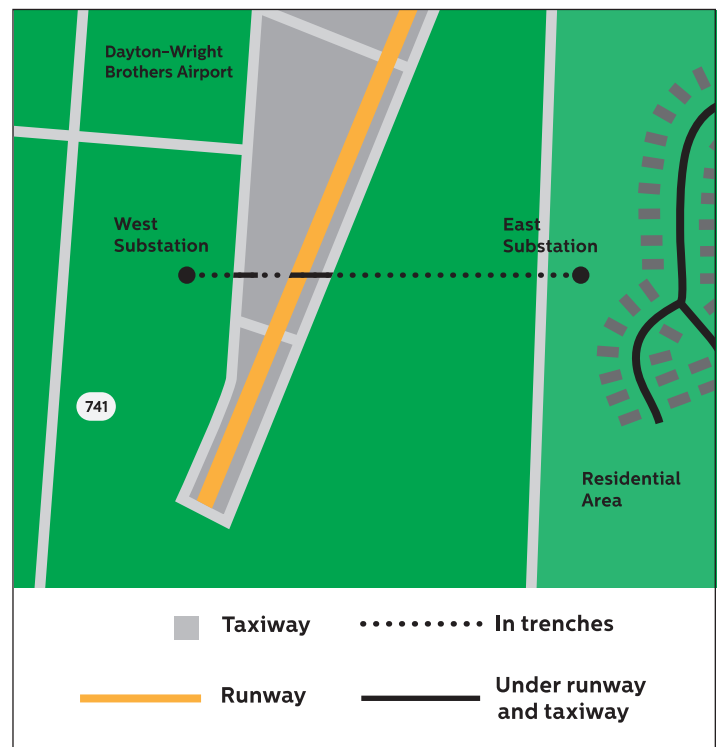 Dayton–Wright
Brothers Airport
West
Substation
East
Substation
741
Residential
Area
Taxiway
In trenches
Runway
Under runway
and taxiway